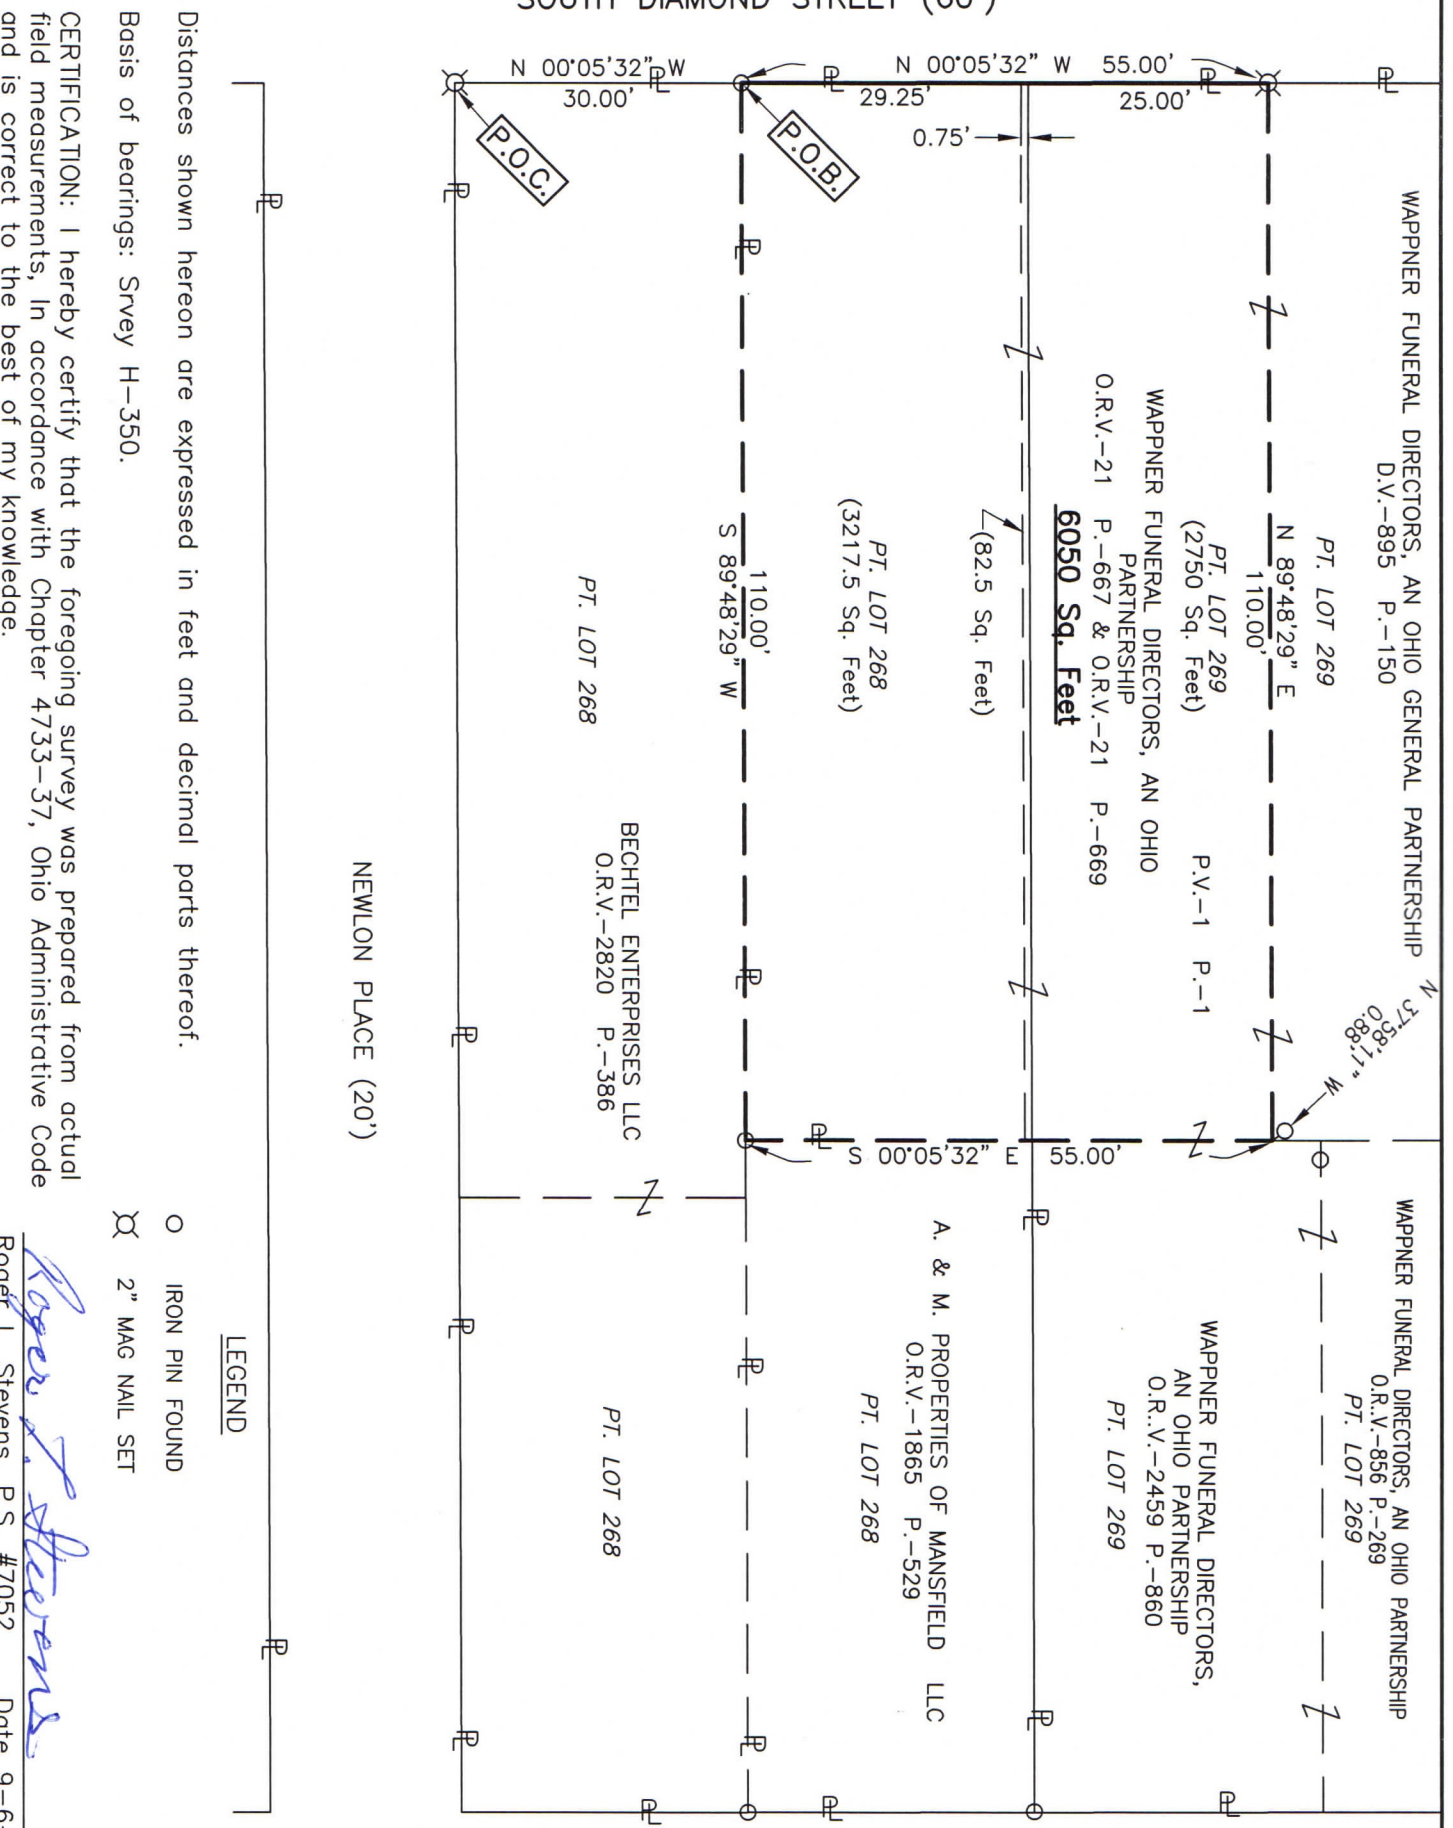 SOUTH DIAMOND STREET (60')
N 00°05'32" W
30.00'
N 00°05'32" W 55.00'
29.25'
25.00'
0.75'
P.O.C.
P.O.B.
WAPPNER FUNERAL DIRECTORS, AN OHIO GENERAL PARTNERSHIP
D.V.-895 P.-150
PT. LOT 269
N 89°48'29" E
110.00'
N 37°58'11" W
0.88'
PT. LOT 269
(2750 Sq. Feet)
P.V.-1 P.-1
WAPPNER FUNERAL DIRECTORS, AN OHIO
PARTNERSHIP
O.R.V.-21 P.-667 & O.R.V.-21 P.-669
6050 Sq. Feet
(82.5 Sq. Feet)
PT. LOT 268
(3217.5 Sq. Feet)
110.00'
S 89°48'29" W
S 00°05'32" E 55.00'
PT. LOT 268
BECHTEL ENTERPRISES LLC
O.R.V.-2820 P.-386
WAPPNER FUNERAL DIRECTORS, AN OHIO PARTNERSHIP
O.R..V.-856 P.-269
PT. LOT 269
WAPPNER FUNERAL DIRECTORS,
AN OHIO PARTNERSHIP
O.R..V.-2459 P.-860
PT. LOT 269
A. & M. PROPERTIES OF MANSFIELD LLC
O.R.V.-1865 P.-529
PT. LOT 268
PT. LOT 268
NEWLON PLACE (20')
LEGEND
IRON PIN FOUND
2" MAG NAIL SET
Distances shown hereon are expressed in feet and decimal parts thereof.
Basis of bearings: Srvey H-350.
CERTIFICATION: I hereby certify that the foregoing survey was prepared from actual
field measurements, In accordance with Chapter 4733-37, Ohio Administrative Code
and is correct to the best of my knowledge.
Roger L. Stevens
Roger L Stevens P.S. #7052 Date 9-6-